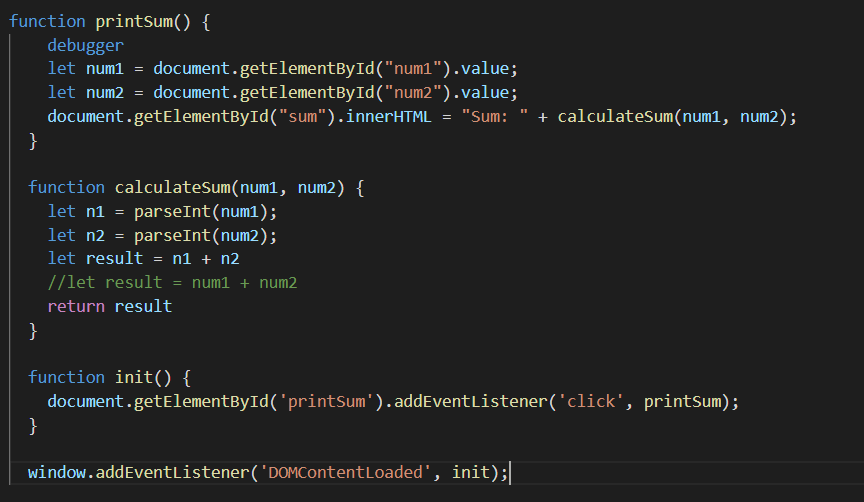 function printSum() {
    debugger
    let num1 = document.getElementById("num1").value;
    let num2 = document.getElementById("num2").value;
    document.getElementById("sum").innerHTML = "Sum: " + calculateSum(num1, num2);
  }

  function calculateSum(num1, num2) {
    let n1 = parseInt(num1);
    let n2 = parseInt(num2);
    let result = n1 + n2
    //let result = num1 + num2
    return result
  }

  function init() {
    document.getElementById('printSum').addEventListener('click', printSum);
  }

  window.addEventListener('DOMContentLoaded', init);